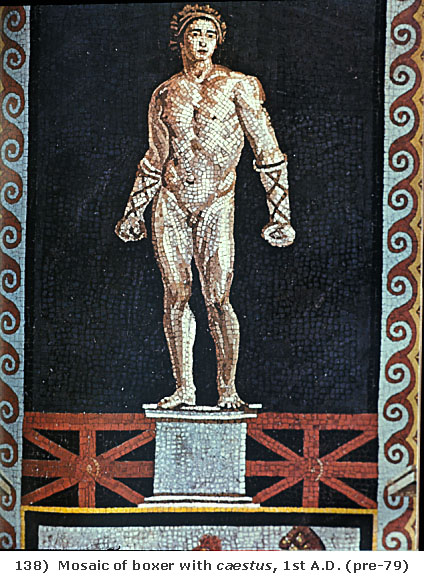 138) Mosaic of boxer with caestus, 1st A.D. (pre-79)